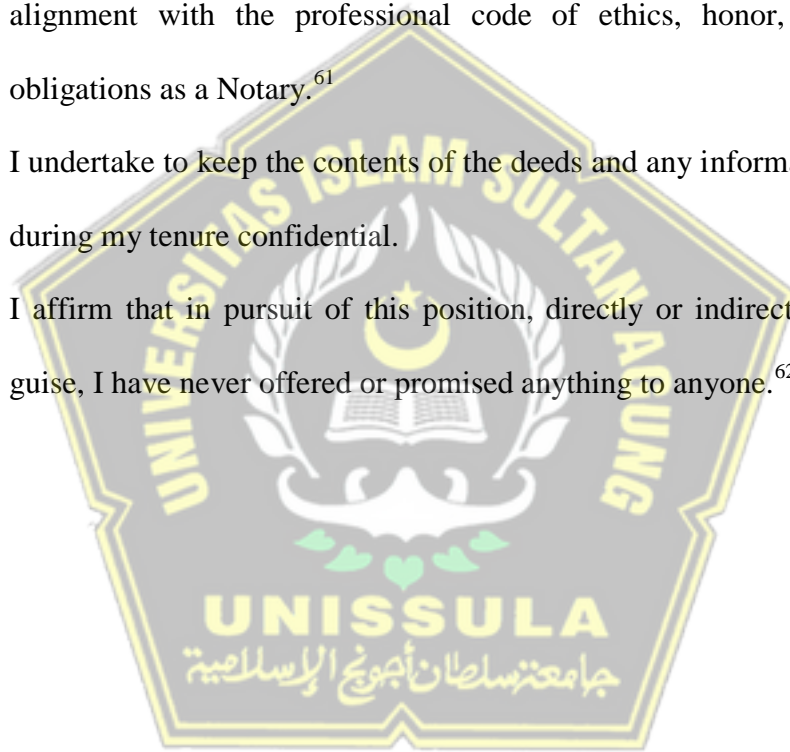 alignment with the professional code of ethics, honor,
obligations as a Notary.61
I undertake to keep the contents of the deeds and any informa
during my tenure confidential.
I affirm that in pursuit of this position, directly or indirect
guise, I have never offered or promised anything to anyone.62
UNIVERSITAS ISLAM SULTAN AGUNG
UNISSULA
جامعة سلطان أجونج الإسلامية